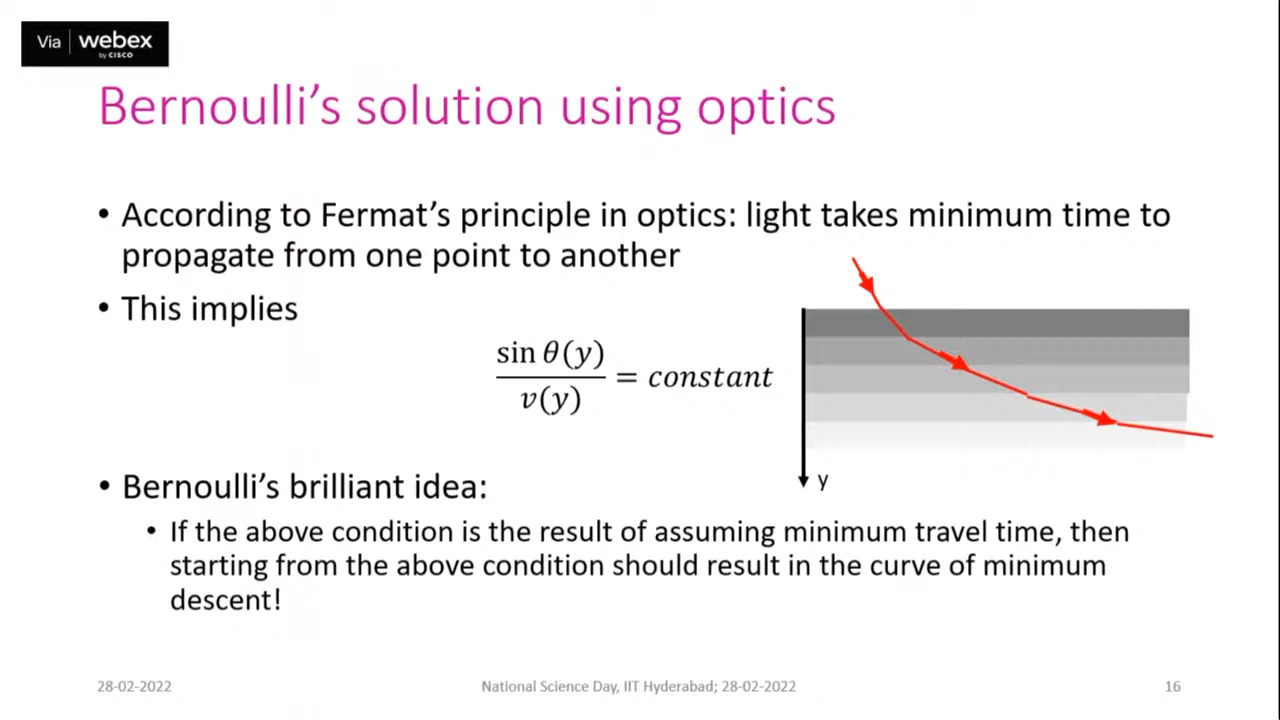 Via webex
by CISCO
Bernoulli’s solution using optics
• According to Fermat’s principle in optics: light takes minimum time to
propagate from one point to another
• This implies
sin θ(y)
v(y)
= constant
y
• Bernoulli’s brilliant idea:
• If the above condition is the result of assuming minimum travel time, then
starting from the above condition should result in the curve of minimum
descent!
28-02-2022
National Science Day, IIT Hyderabad; 28-02-2022
16